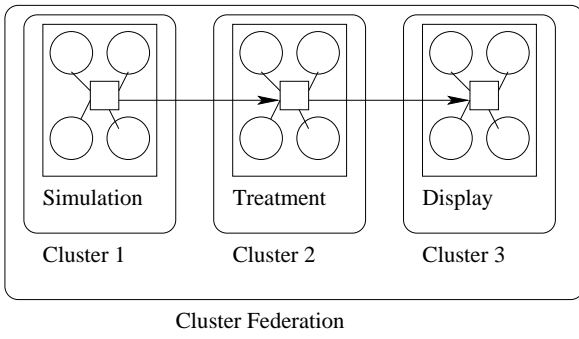 Simulation
Treatment
Display
Cluster 1
Cluster 2
Cluster 3
Cluster Federation